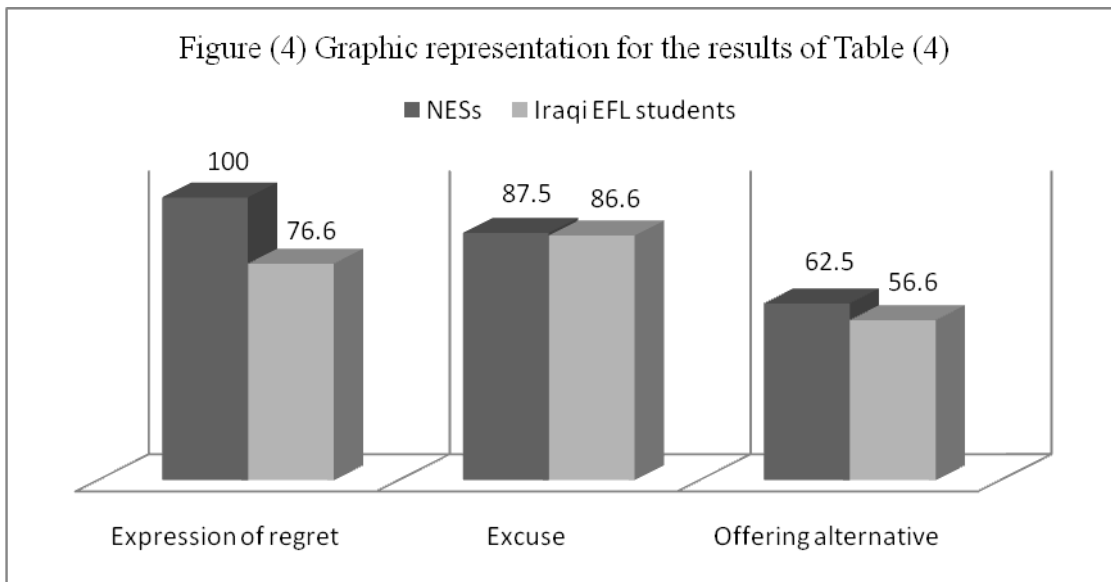 Figure (4) Graphic representation for the results of Table (4)
NESs Iraqi EFL students
100
76.6
87.5
86.6
62.5
56.6
Expression of regret Excuse Offering alternative